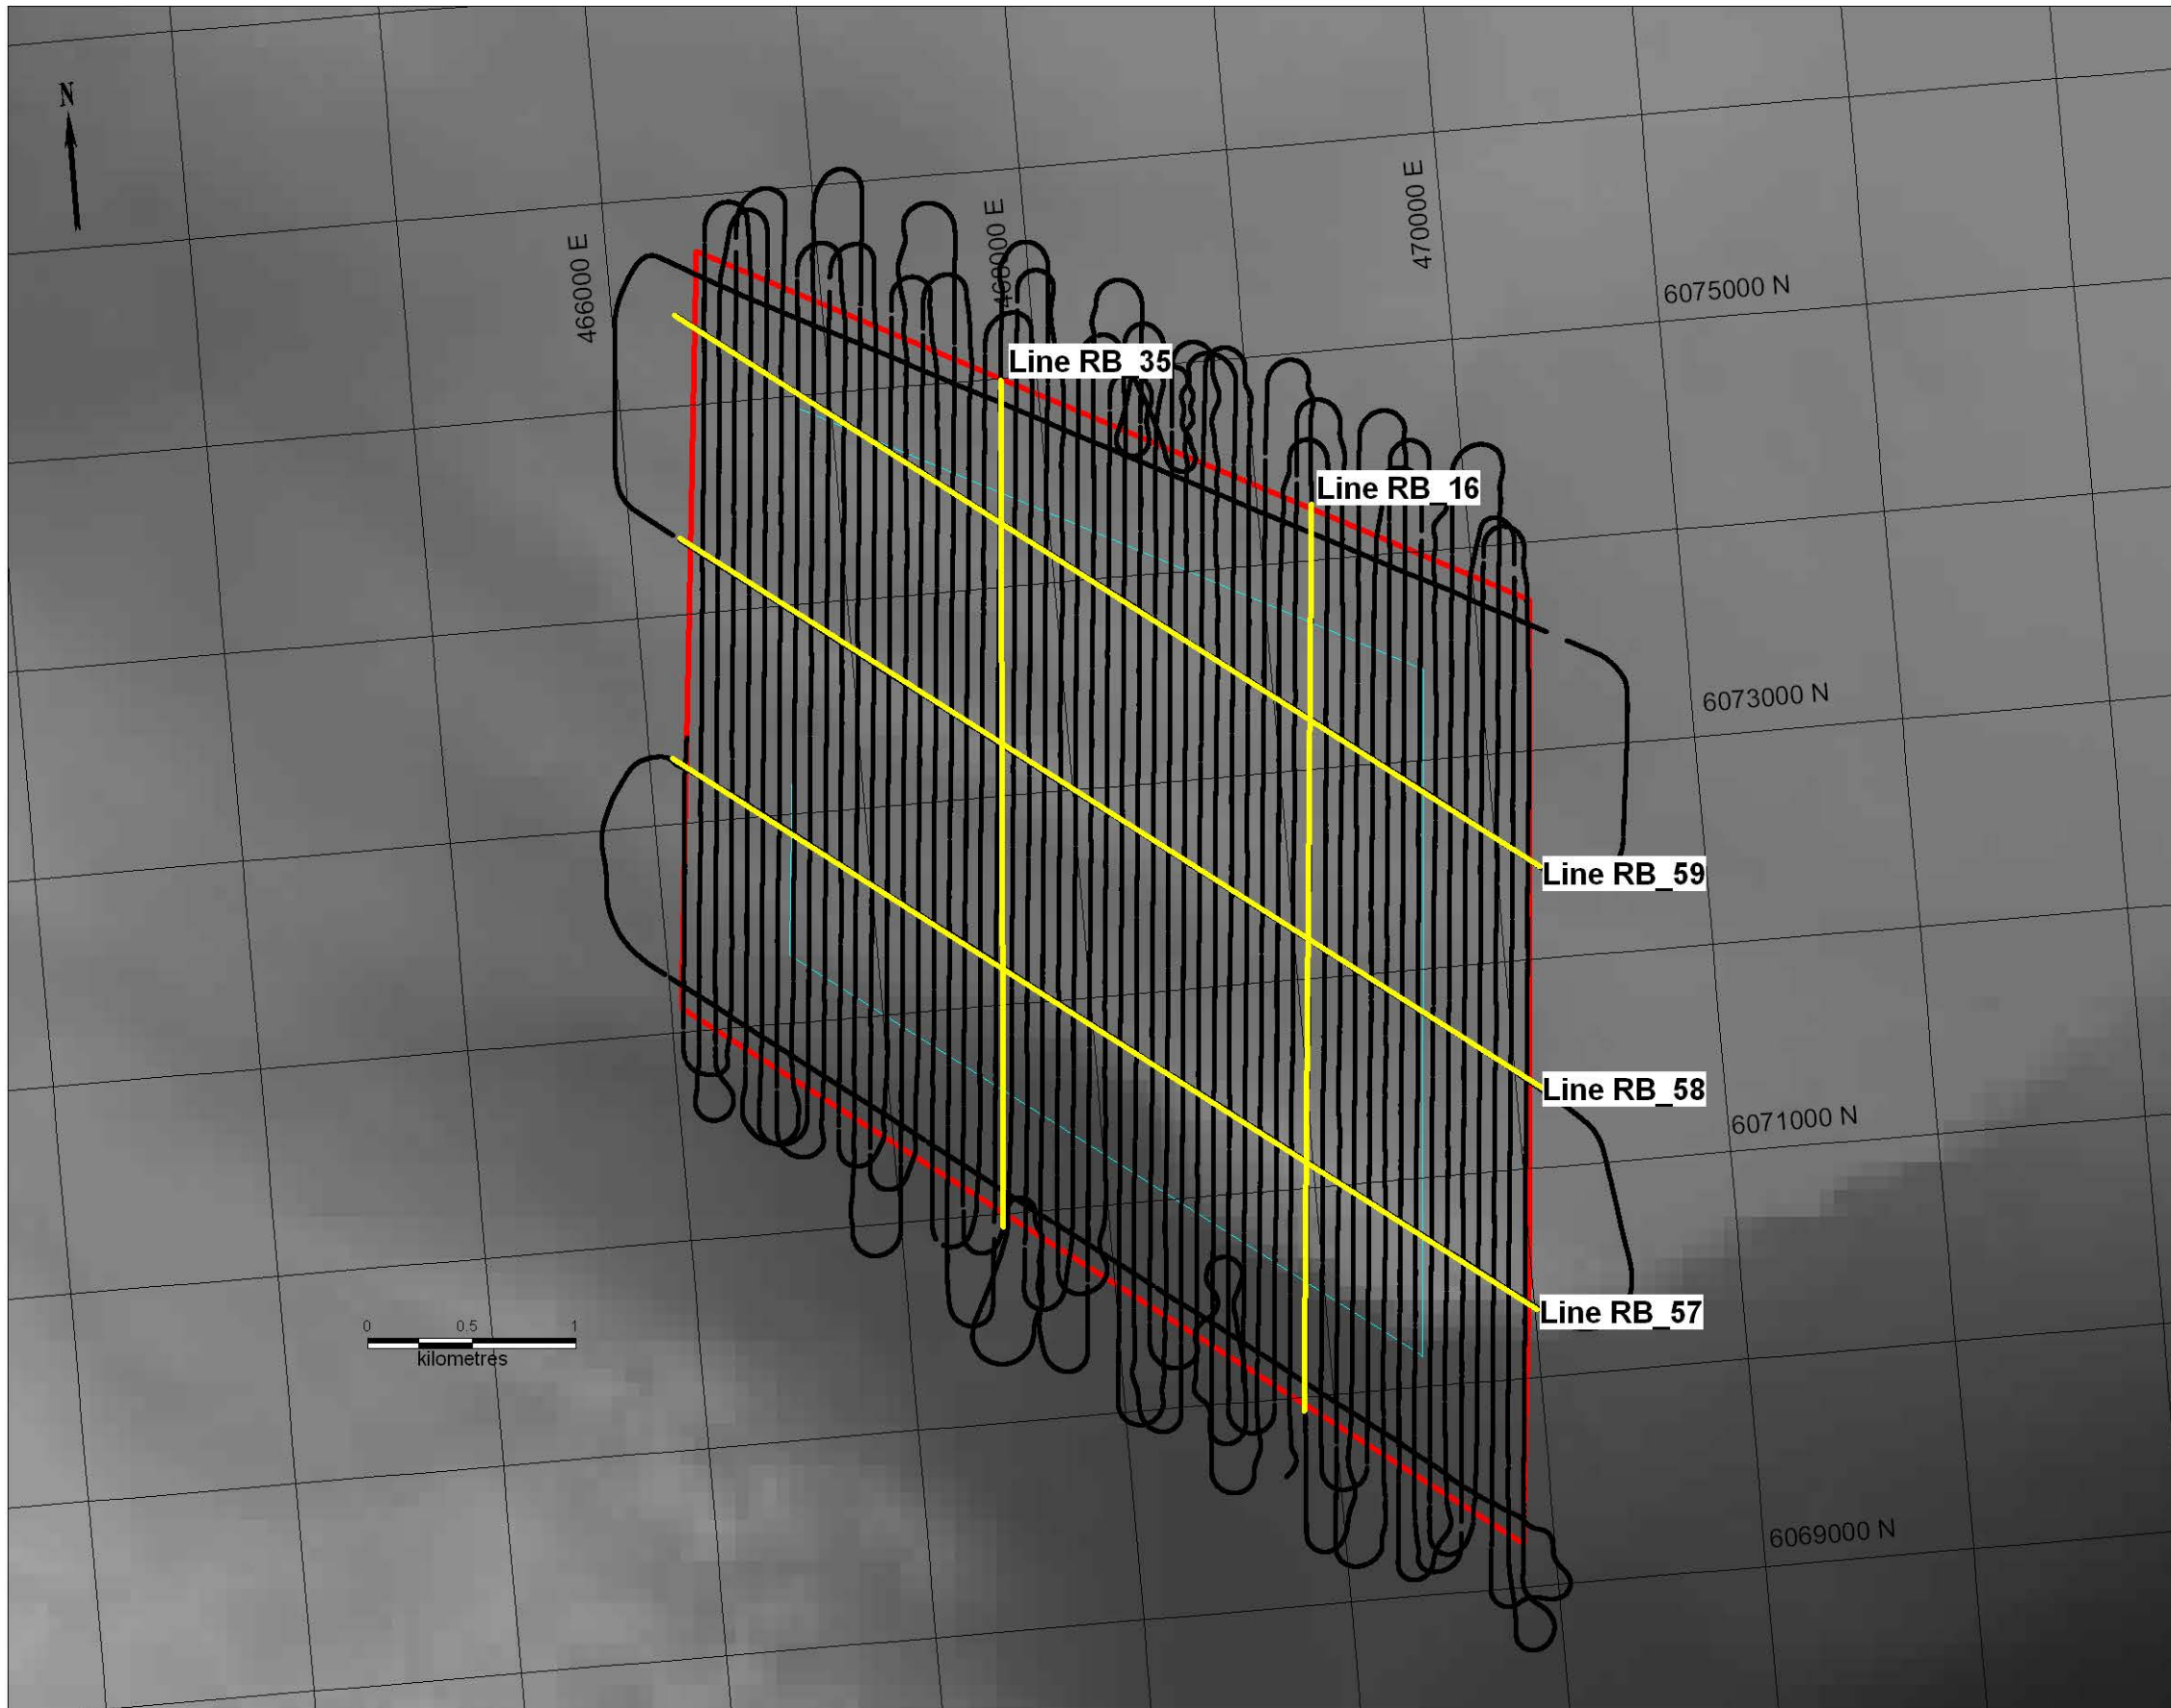 N
466000 E
468000 E
470000 E
6075000 N
Line RB_35
Line RB_16
6073000 N
Line RB_59
Line RB_58
6071000 N
Line RB_57
0 0.5 1
kilometres
6069000 N